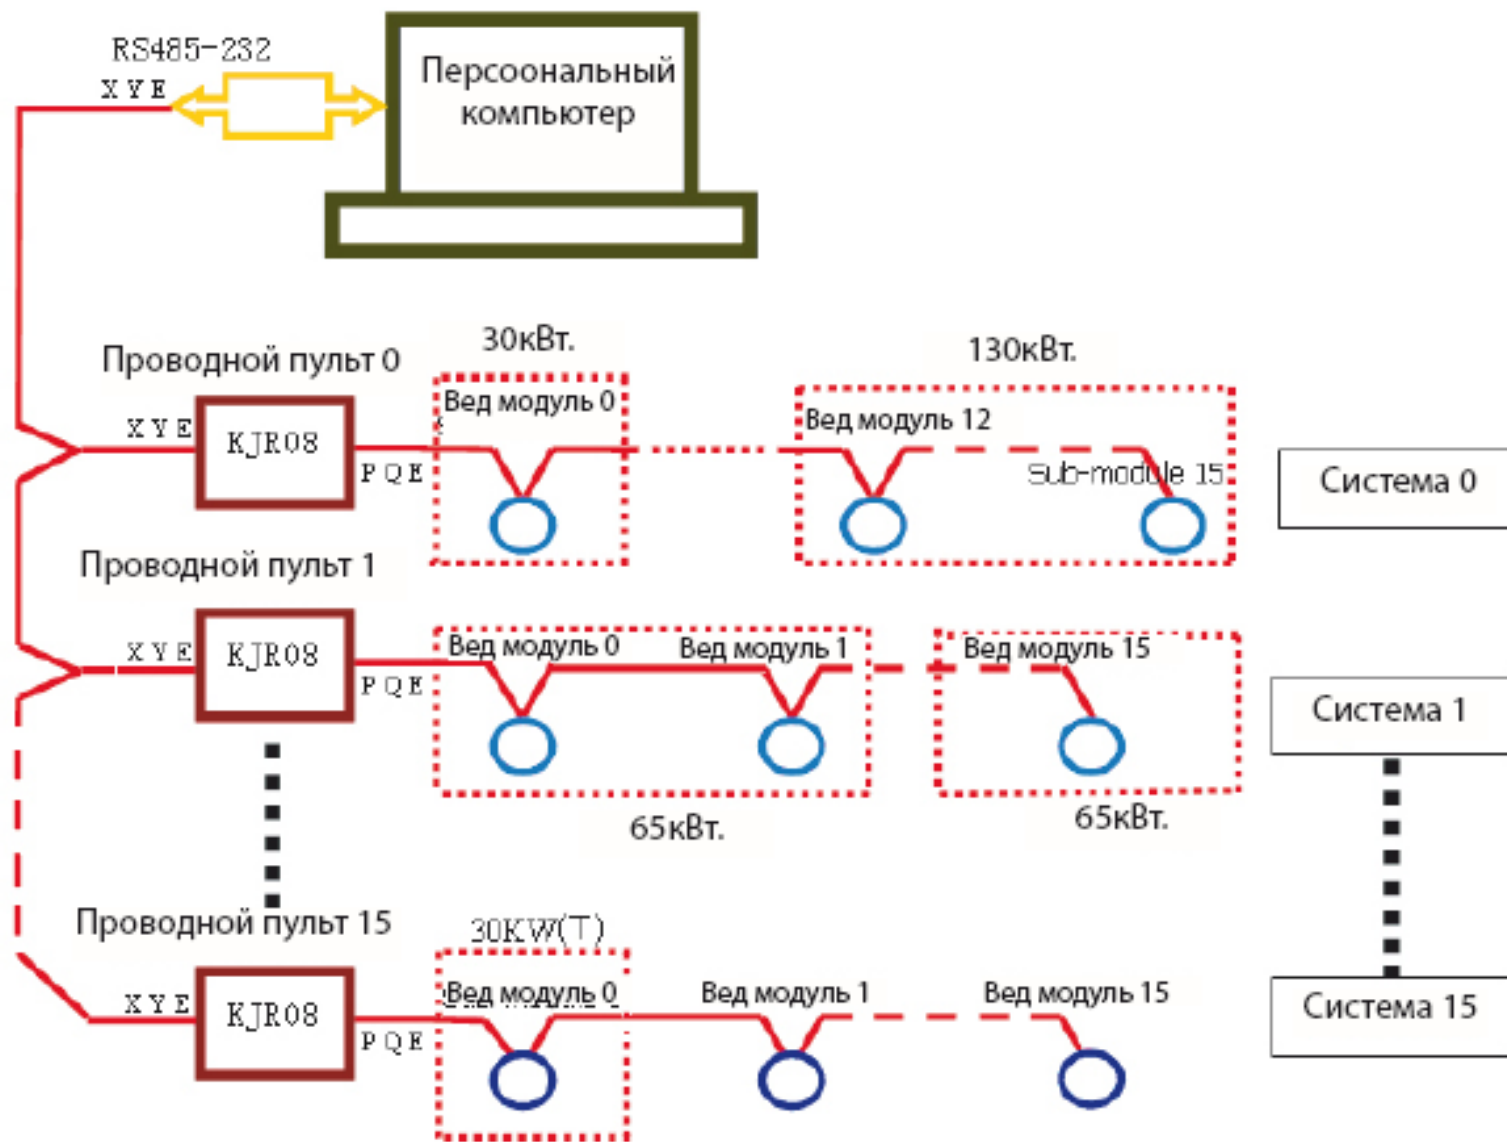 RS485-232
X Y E
Персоональный
компьютер
30кВт.
130кВт.
Проводной пульт 0
Вед модуль 0
Вед модуль 12
X Y E
KJR08
P Q E
Sub-module 15
Система 0
Проводной пульт 1
Вед модуль 0
Вед модуль 1
Вед модуль 15
X Y E
KJR08
P Q E
Система 1
65кВт.
65кВт.
Проводной пульт 15
30KW(T)
Вед модуль 0
Вед модуль 1
Вед модуль 15
X Y E
KJR08
P Q E
Система 15